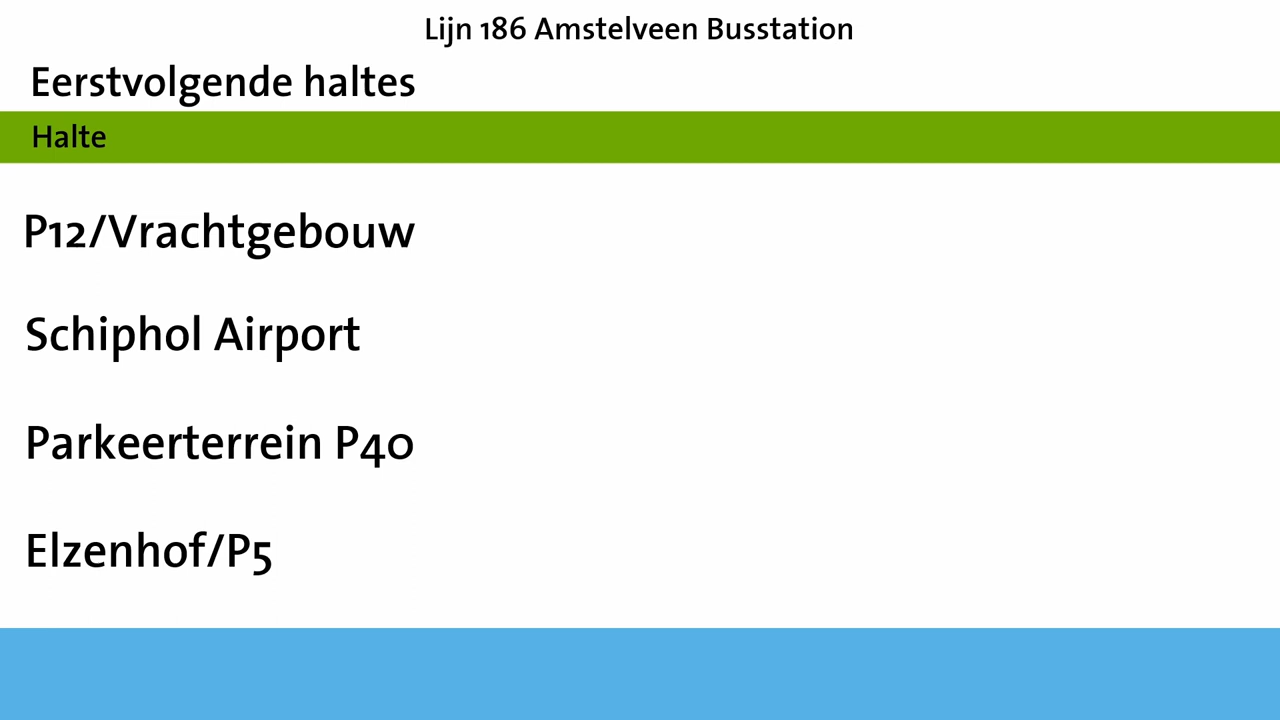 Lijn 186 Amstelveen Busstation
Eerstvolgende haltes
Halte
P12/Vrachtgebouw
Schiphol Airport
Parkeerterrein P40
Elzenhof/P5